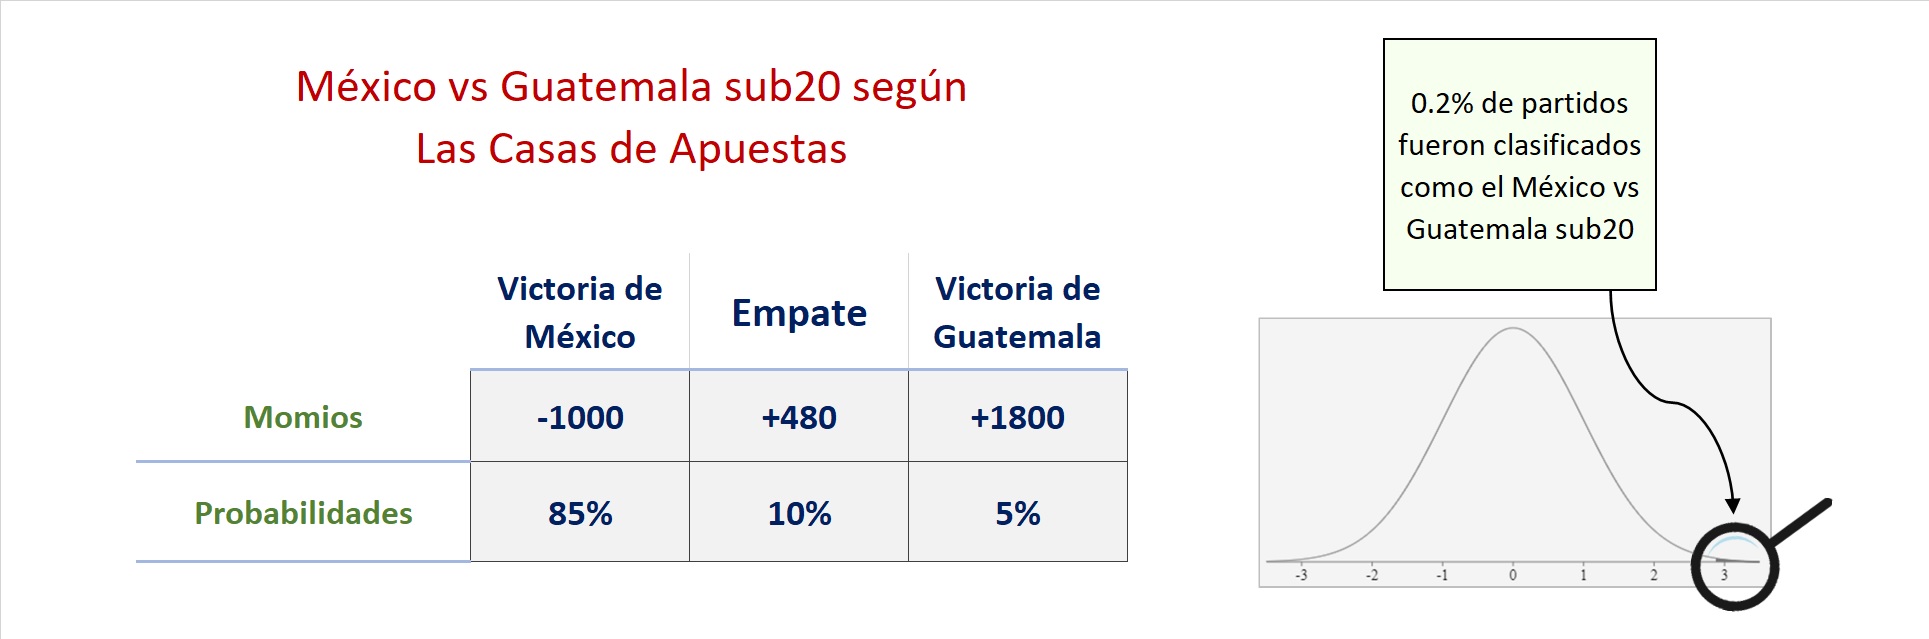 México vs Guatemala sub20 según
Las Casas de Apuestas
0.2% de partidos
fueron clasificados
como el México vs
Guatemala sub20
Victoria de
México
Empate
Victoria de
Guatemala
Momios
-1000
+480
+1800
Probabilidades
85%
10%
5%
-3 -2 -1 0 1 2 3